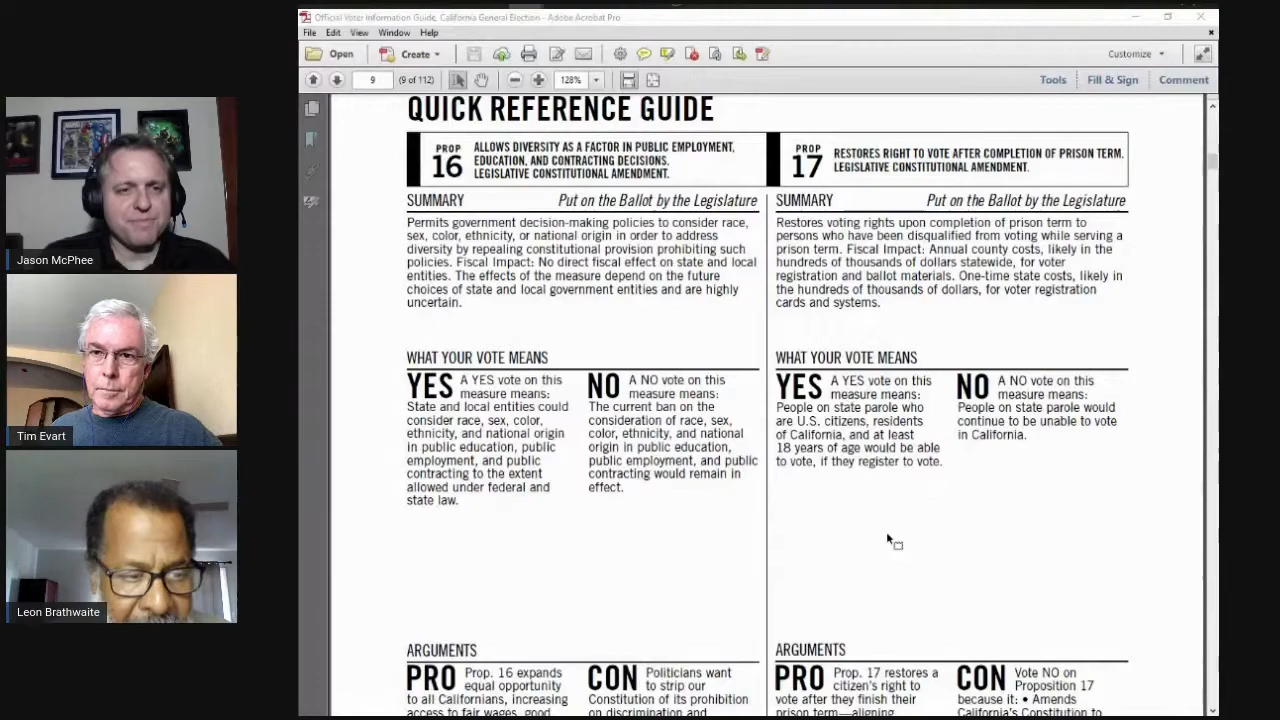 Official Voter Information Guide, California General Election - Adobe Acrobat Pro
File Edit View Window Help
Open Create Customize
9 (9 of 112) 128% Tools Fill & Sign Comment
QUICK REFERENCE GUIDE
PROP
16
ALLOWS DIVERSITY AS A FACTOR IN PUBLIC EMPLOYMENT,
EDUCATION, AND CONTRACTING DECISIONS.
LEGISLATIVE CONSTITUTIONAL AMENDMENT.
SUMMARY Put on the Ballot by the Legislature
Permits government decision-making policies to consider race,
sex, color, ethnicity, or national origin in order to address
diversity by repealing constitutional provision prohibiting such
policies. Fiscal Impact: No direct fiscal effect on state and local
entities. The effects of the measure depend on the future
choices of state and local government entities and are highly
uncertain.
WHAT YOUR VOTE MEANS
YES A YES vote on this
measure means:
State and local entities could
consider race, sex, color,
ethnicity, and national origin
in public education, public
employment, and public
contracting to the extent
allowed under federal and
state law.
NO A NO vote on this
measure means:
The current ban on the
consideration of race, sex,
color, ethnicity, and national
origin in public education,
public employment, and public
contracting would remain in
effect.
ARGUMENTS
PRO Prop. 16 expands
equal opportunity
to all Californians, increasing
access to fair wages, good
CON Politicians want
to strip our
Constitution of its prohibition
on discrimination and
PROP
17
RESTORES RIGHT TO VOTE AFTER COMPLETION OF PRISON TERM.
LEGISLATIVE CONSTITUTIONAL AMENDMENT.
SUMMARY Put on the Ballot by the Legislature
Restores voting rights upon completion of prison term to
persons who have been disqualified from voting while serving a
prison term. Fiscal Impact: Annual county costs, likely in the
hundreds of thousands of dollars statewide, for voter
registration and ballot materials. One-time state costs, likely in
the hundreds of thousands of dollars, for voter registration
cards and systems.
WHAT YOUR VOTE MEANS
YES A YES vote on this
measure means:
People on state parole who
are U.S. citizens, residents
of California, and at least
18 years of age would be able
to vote, if they register to vote.
NO A NO vote on this
measure means:
People on state parole would
continue to be unable to vote
in California.
ARGUMENTS
PRO Prop. 17 restores a
citizen's right to
vote after they finish their
prison term—aligning
CON Vote NO on
Proposition 17
because it: • Amends
California's Constitution to
Jason McPhee
Tim Evart
Leon Brathwaite